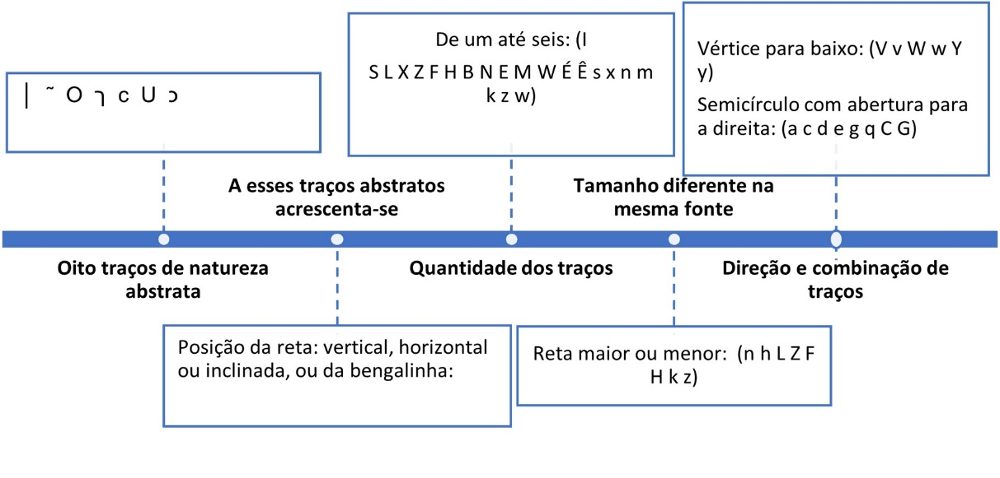 | ˜ O ʅ c U ɔ
Oito traços de natureza
abstrata
A esses traços abstratos
acrescenta-se
Posição da reta: vertical, horizontal
ou inclinada, ou da bengalinha:
De um até seis: (I
S L X Z F H B N E M W É Ê s x n m
k z w)
Quantidade dos traços
Tamanho diferente na
mesma fonte
Reta maior ou menor: (n h L Z F
H k z)
Vértice para baixo: (V v W w Y
y)
Semicírculo com abertura para
a direita: (a c d e g q C G)
Direção e combinação de
traços